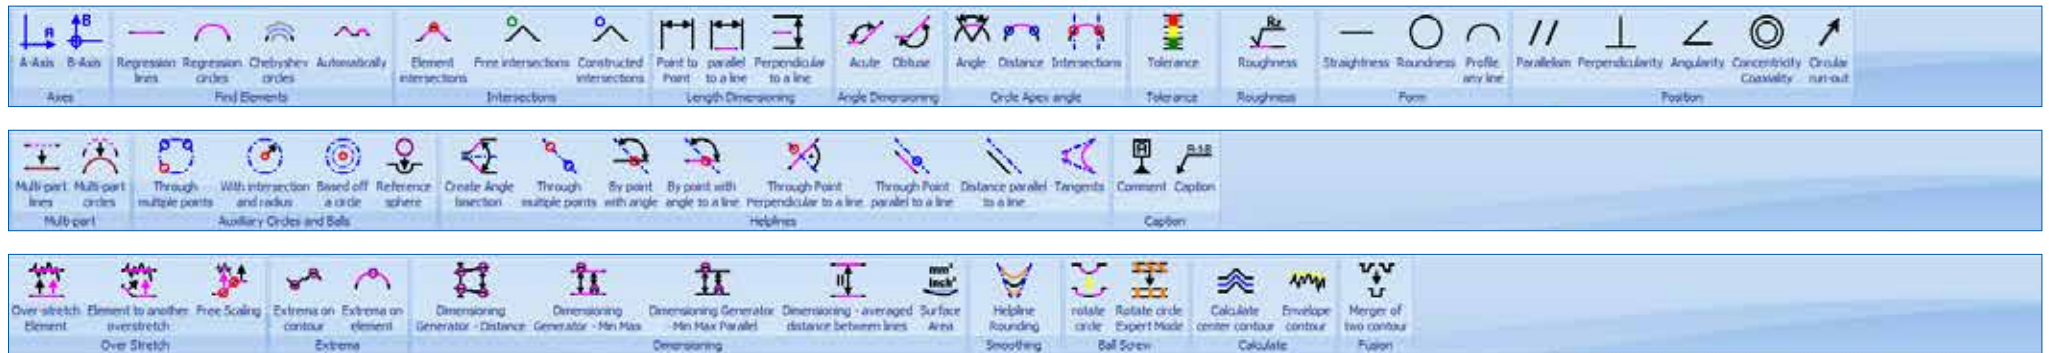 A
B
Rz
A-Axis B-Axis Regression lines Regression circles Chebyshev circles Automatically Element intersections Free intersections Constructed intersections Point to Point parallel to a line Perpendicular to a line Acute Obtuse Angle Distance Intersections Tolerance Roughness Straightness Roundness Profile any line Parallelism Perpendicularity Angularity Concentricity Coaxiality Circular run-out
Axes Find Elements Intersections Length Dimensioning Angle Dimensioning Circle Apex angle Tolerance Roughness Form Position
A
A-1.B
Multi-part lines Multi-part circles Through multiple points With intersection and radius Based off a circle Reference sphere Create Angle bisection Through multiple points By point with angle By point with angle to a line Through Point Perpendicular to a line Through Point parallel to a line Distance parallel to a line Tangents Comment Caption
Multi-part Auxiliary Circles and Balls Helplines Caption
mm²
inch²
Over-stretch Element Element to another overstretch Free Scaling Extrema on contour Extrema on element Dimensioning Generator - Distance Dimensioning Generator - Min Max Dimensioning Generator - Min Max Parallel Dimensioning - averaged distance between lines Surface Area Helpline Rounding rotate circle Rotate circle Expert Mode Calculate center contour Envelope contour Merger of two contour
Over Stretch Extrema Dimensioning Smoothing Ball Screw Calculate Fusion